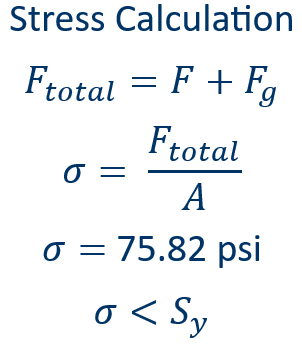 Stress Calculation
F_total = F + F_g
σ = F_total / A
σ = 75.82 psi
σ < S_y